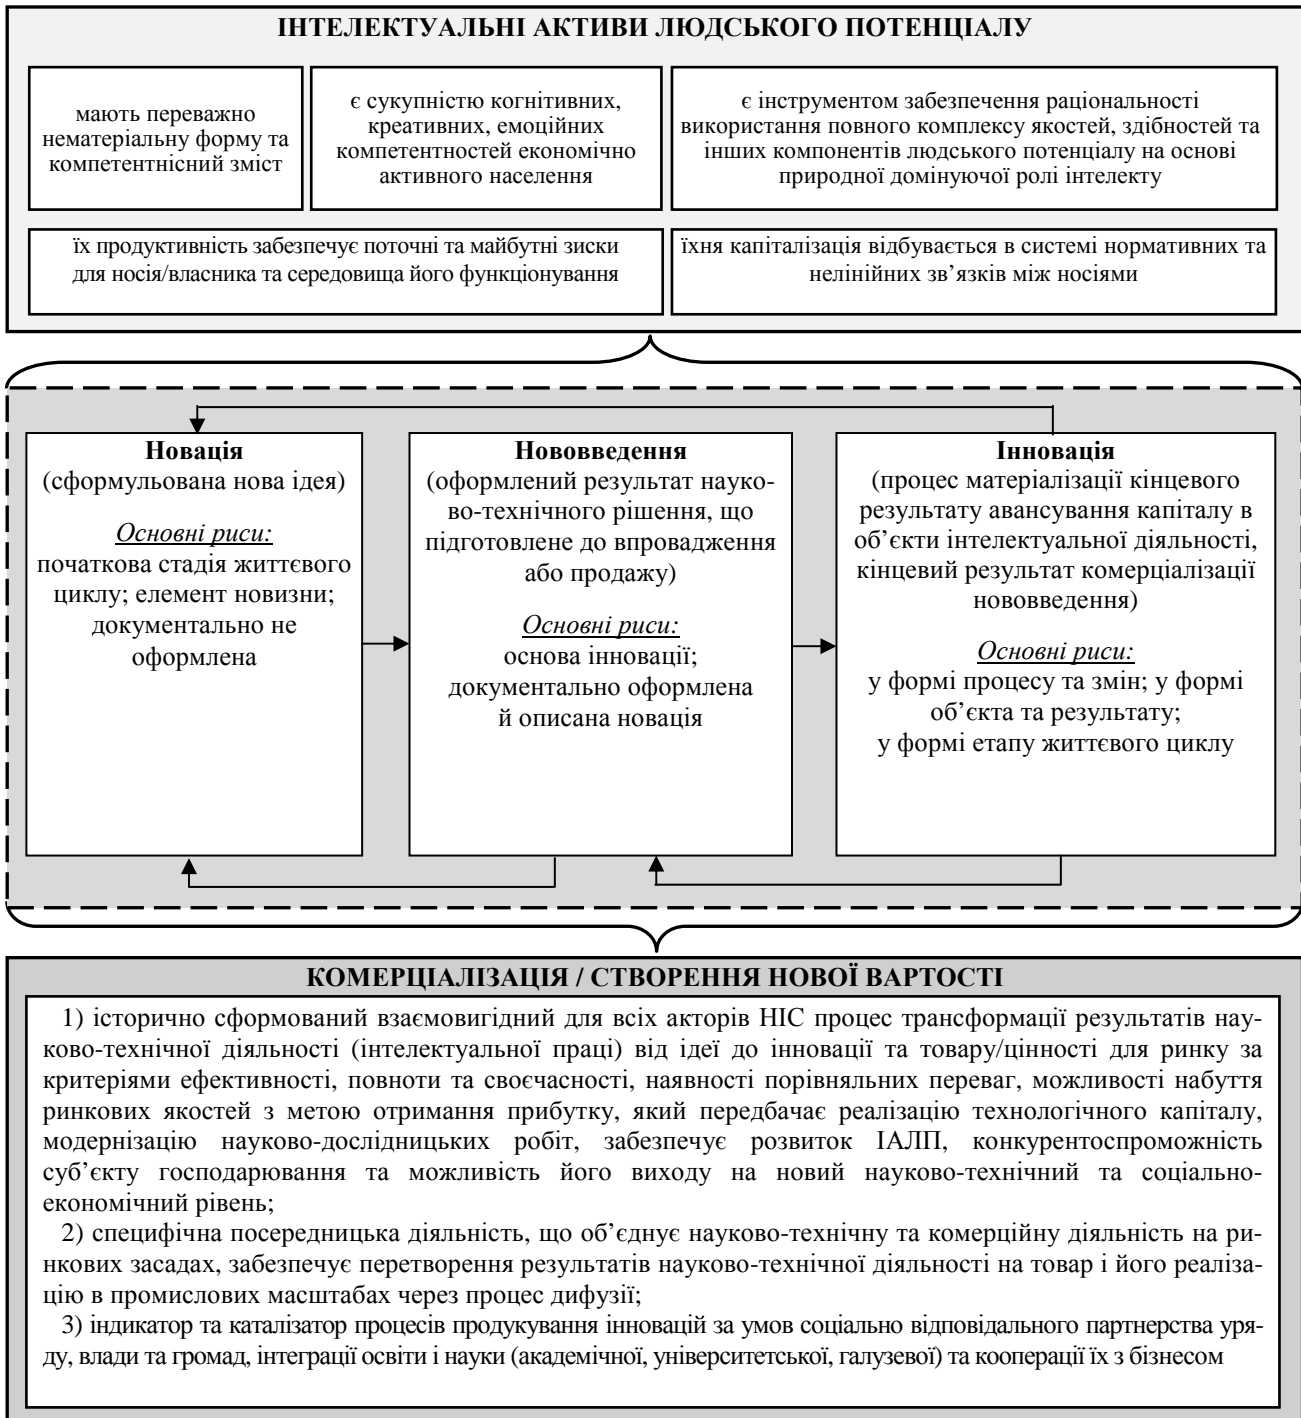 ІНТЕЛЕКТУАЛЬНІ АКТИВИ ЛЮДСЬКОГО ПОТЕНЦІАЛУ
мають переважно
нематеріальну форму та
компетентнісний зміст
є сукупністю когнітивних,
креативних, емоційних
компетентностей економічно
активного населення
є інструментом забезпечення раціональності
використання повного комплексу якостей, здібностей та
інших компонентів людського потенціалу на основі
природної домінуючої ролі інтелекту
їх продуктивність забезпечує поточні та майбутні зиски
для носія/власника та середовища його функціонування
їхня капіталізація відбувається в системі нормативних та
нелінійних зв’язків між носіями
Новація
(сформульована нова ідея)
Основні риси:
початкова стадія життєвого
циклу; елемент новизни;
документально не
оформлена
Нововведення
(оформлений результат науко-
во-технічного рішення, що
підготовлене до впровадження
або продажу)
Основні риси:
основа інновації;
документально оформлена
й описана новація
Інновація
(процес матеріалізації кінцевого
результату авансування капіталу в
об’єкти інтелектуальної діяльності,
кінцевий результат комерціалізації
нововведення)
Основні риси:
у формі процесу та змін; у формі
об’єкта та результату;
у формі етапу життєвого циклу
КОМЕРЦІАЛІЗАЦІЯ / СТВОРЕННЯ НОВОЇ ВАРТОСТІ
1) історично сформований взаємовигідний для всіх акторів НІС процес трансформації результатів нау-
ково-технічної діяльності (інтелектуальної праці) від ідеї до інновації та товару/цінності для ринку за
критеріями ефективності, повноти та своєчасності, наявності порівняльних переваг, можливості набуття
ринкових якостей з метою отримання прибутку, який передбачає реалізацію технологічного капіталу,
модернізацію науково-дослідницьких робіт, забезпечує розвиток ІАЛП, конкурентоспроможність
суб’єкту господарювання та можливість його виходу на новий науково-технічний та соціально-
економічний рівень;
2) специфічна посередницька діяльність, що об’єднує науково-технічну та комерційну діяльність на ри-
нкових засадах, забезпечує перетворення результатів науково-технічної діяльності на товар і його реаліза-
цію в промислових масштабах через процес дифузії;
3) індикатор та каталізатор процесів продукування інновацій за умов соціально відповідального партнерства уря-
ду, влади та громад, інтеграції освіти і науки (академічної, університетської, галузевої) та кооперації їх з бізнесом